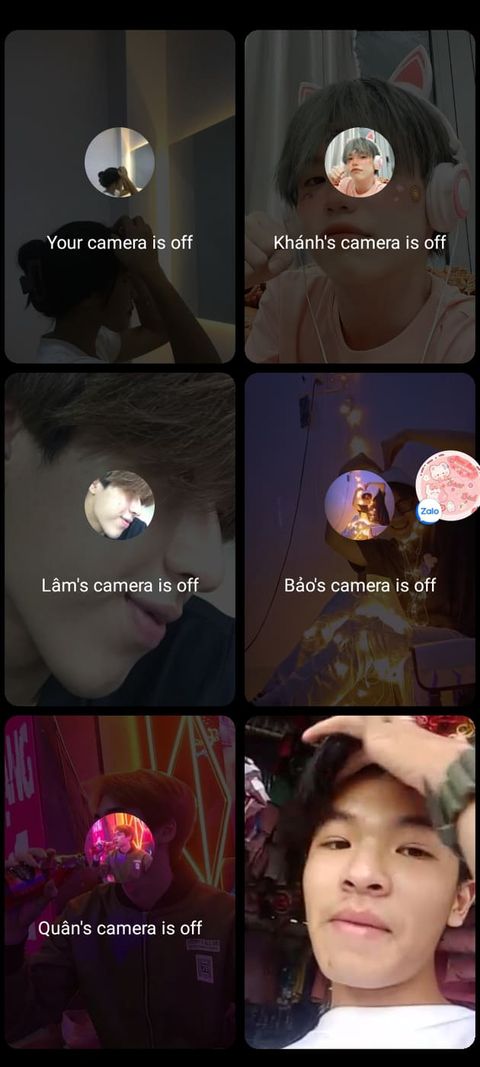 Your camera is off
Khánh's camera is off
Lâm's camera is off
Zalo
Bảo's camera is off
Quân's camera is off